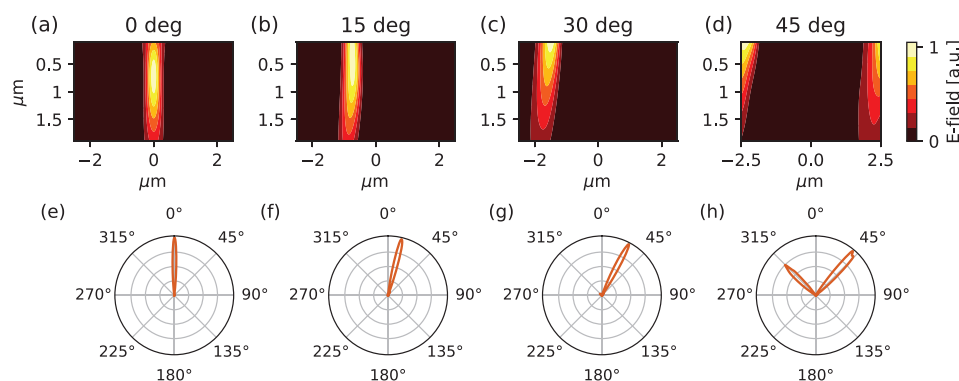 (a) 0 deg
(b) 15 deg
(c) 30 deg
(d) 45 deg
μm
0.5
1
1.5
−2 0 2
μm
0.5
1
1.5
−2 0 2
μm
0.5
1
1.5
−2 0 2
μm
0.5
1
1.5
−2.5 0.0 2.5
μm
1
0
E-field [a.u.]
(e)
0°
315° 45°
270° 90°
225° 135°
180°
(f)
0°
315° 45°
270° 90°
225° 135°
180°
(g)
0°
315° 45°
270° 90°
225° 135°
180°
(h)
0°
315° 45°
270° 90°
225° 135°
180°